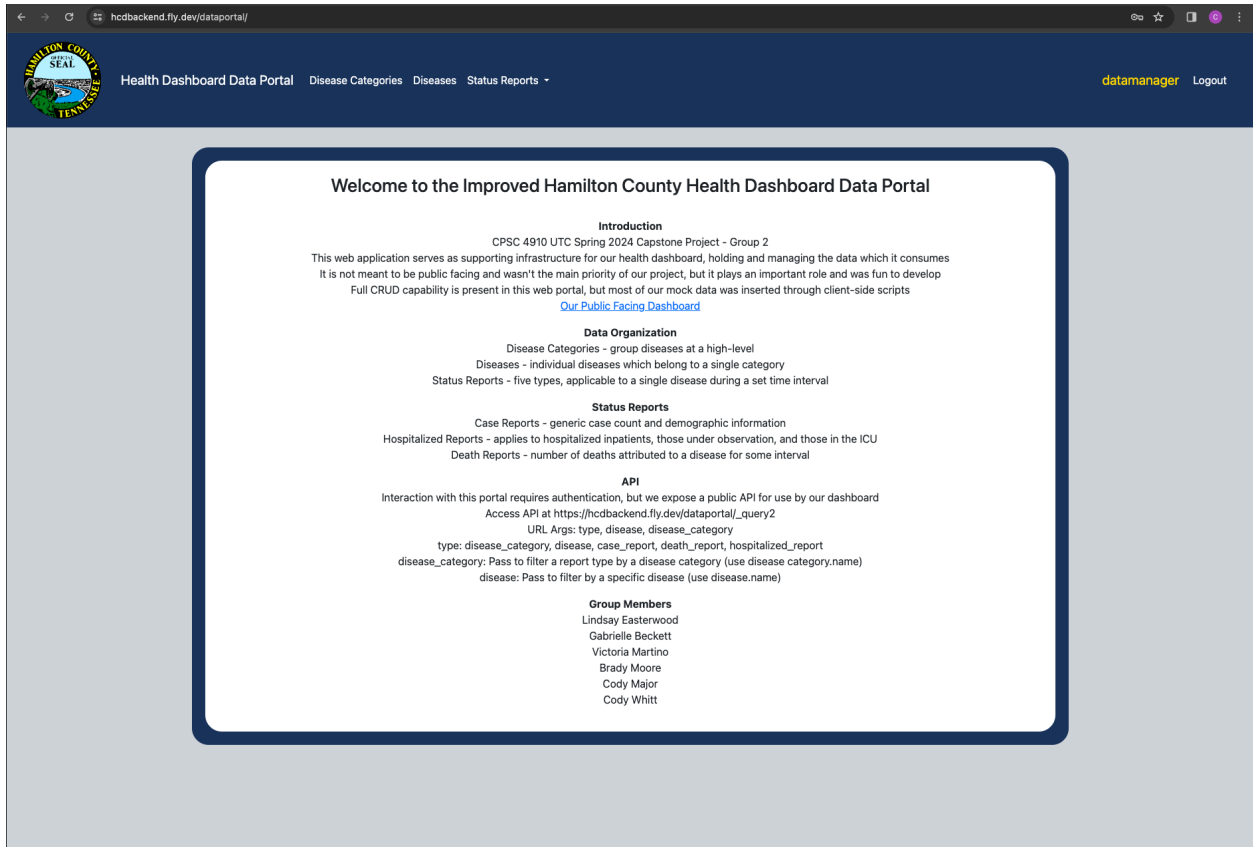 hcdbackend.fly.dev/dataportal/
C
HAMILTON COUNTY
OFFICIAL
SEAL
TENNESSEE
Health Dashboard Data Portal Disease Categories Diseases Status Reports
datamanager Logout
Welcome to the Improved Hamilton County Health Dashboard Data Portal
Introduction
CPSC 4910 UTC Spring 2024 Capstone Project - Group 2
This web application serves as supporting infrastructure for our health dashboard, holding and managing the data which it consumes
It is not meant to be public facing and wasn't the main priority of our project, but it plays an important role and was fun to develop
Full CRUD capability is present in this web portal, but most of our mock data was inserted through client-side scripts
Our Public Facing Dashboard
Data Organization
Disease Categories - group diseases at a high-level
Diseases - individual diseases which belong to a single category
Status Reports - five types, applicable to a single disease during a set time interval
Status Reports
Case Reports - generic case count and demographic information
Hospitalized Reports - applies to hospitalized inpatients, those under observation, and those in the ICU
Death Reports - number of deaths attributed to a disease for some interval
API
Interaction with this portal requires authentication, but we expose a public API for use by our dashboard
Access API at https://hcdbackend.fly.dev/dataportal/_query2
URL Args: type, disease, disease_category
type: disease_category, disease, case_report, death_report, hospitalized_report
disease_category: Pass to filter a report type by a disease category (use disease category.name)
disease: Pass to filter by a specific disease (use disease.name)
Group Members
Lindsay Easterwood
Gabrielle Beckett
Victoria Martino
Brady Moore
Cody Major
Cody Whitt